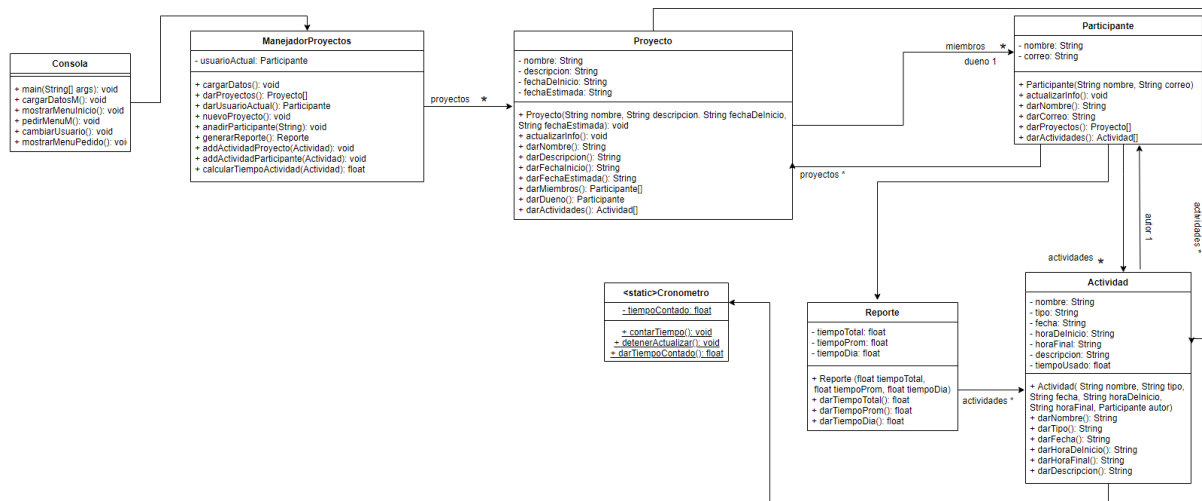 Consola
+ main(String[] args): void
+ cargarDatosM(): void
+ mostrarMenuInicio(): void
+ pedirMenuM(): void
+ cambiarUsuario(): void
+ mostrarMenuPedido(): voi
ManejadorProyectos
- usuarioActual: Participante
+ cargarDatos(): void
+ darProyectos(): Proyecto[]
+ darUsuarioActual(): Participante
+ nuevoProyecto(): void
+ anadirParticipante(String): void
+ generarReporte(): Reporte
+ addActividadProyecto(Actividad): void
+ addActividadParticipante(Actividad): void
+ calcularTiempoActividad(Actividad): float
proyectos *
Proyecto
- nombre: String
- descripcion: String
- fechaDeInicio: String
- fechaEstimada: String
+ Proyecto(String nombre, String descripcion. String fechaDeInicio,
String fechaEstimada): void
+ actualizarInfo(): void
+ darNombre(): String
+ darDescripcion(): String
+ darFechaInicio(): String
+ darFechaEstimada(): String
+ darMiembros(): Participante[]
+ darDueno(): Participante
+ darActividades(): Actividad[]
miembros *
dueno 1
proyectos *
Participante
- nombre: String
- correo: String
+ Participante(String nombre, String correo)
+ actualizarInfo(): void
+ darNombre(): String
+ darCorreo: String
+ darProyectos(): Proyecto[]
+ darActividades(): Actividad[]
autor 1
actividades *
actividades *
<static>Cronometro
- tiempoContado: float
+ contarTiempo(): void
+ detenerActualizar(): void
+ darTiempoContado(): float
Reporte
- tiempoTotal: float
- tiempoProm: float
- tiempoDia: float
+ Reporte (float tiempoTotal,
float tiempoProm, float tiempoDia)
+ darTiempoTotal(): float
+ darTiempoProm(): float
+ darTiempoDia(): float
actividades *
Actividad
- nombre: String
- tipo: String
- fecha: String
- horaDeInicio: String
- horaFinal: String
- descripcion: String
- tiempoUsado: float
+ Actividad( String nombre, String tipo,
String fecha, String horaDeInicio,
String horaFinal, Participante autor)
+ darNombre(): String
+ darTipo(): String
+ darFecha(): String
+ darHoraDeInicio(): String
+ darHoraFinal(): String
+ darDescripcion(): String